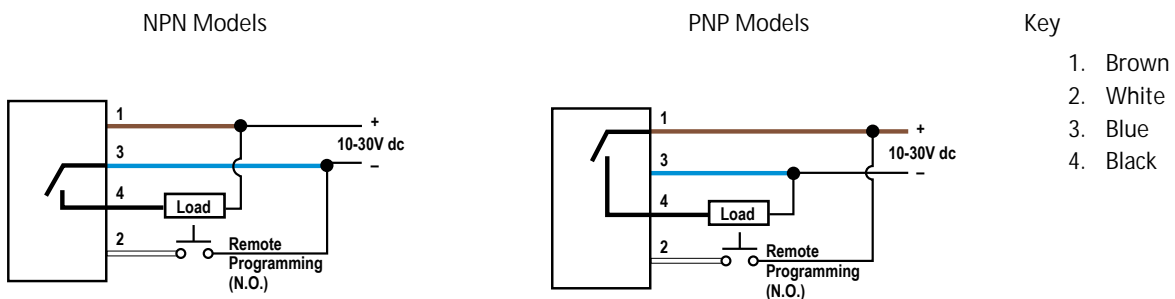 NPN Models
1
+
10-30V dc
3
–
4
Load
2
Remote
Programming
(N.O.)
PNP Models
1
+
10-30V dc
3
–
4
Load
2
Remote
Programming
(N.O.)
Key
1. Brown
2. White
3. Blue
4. Black